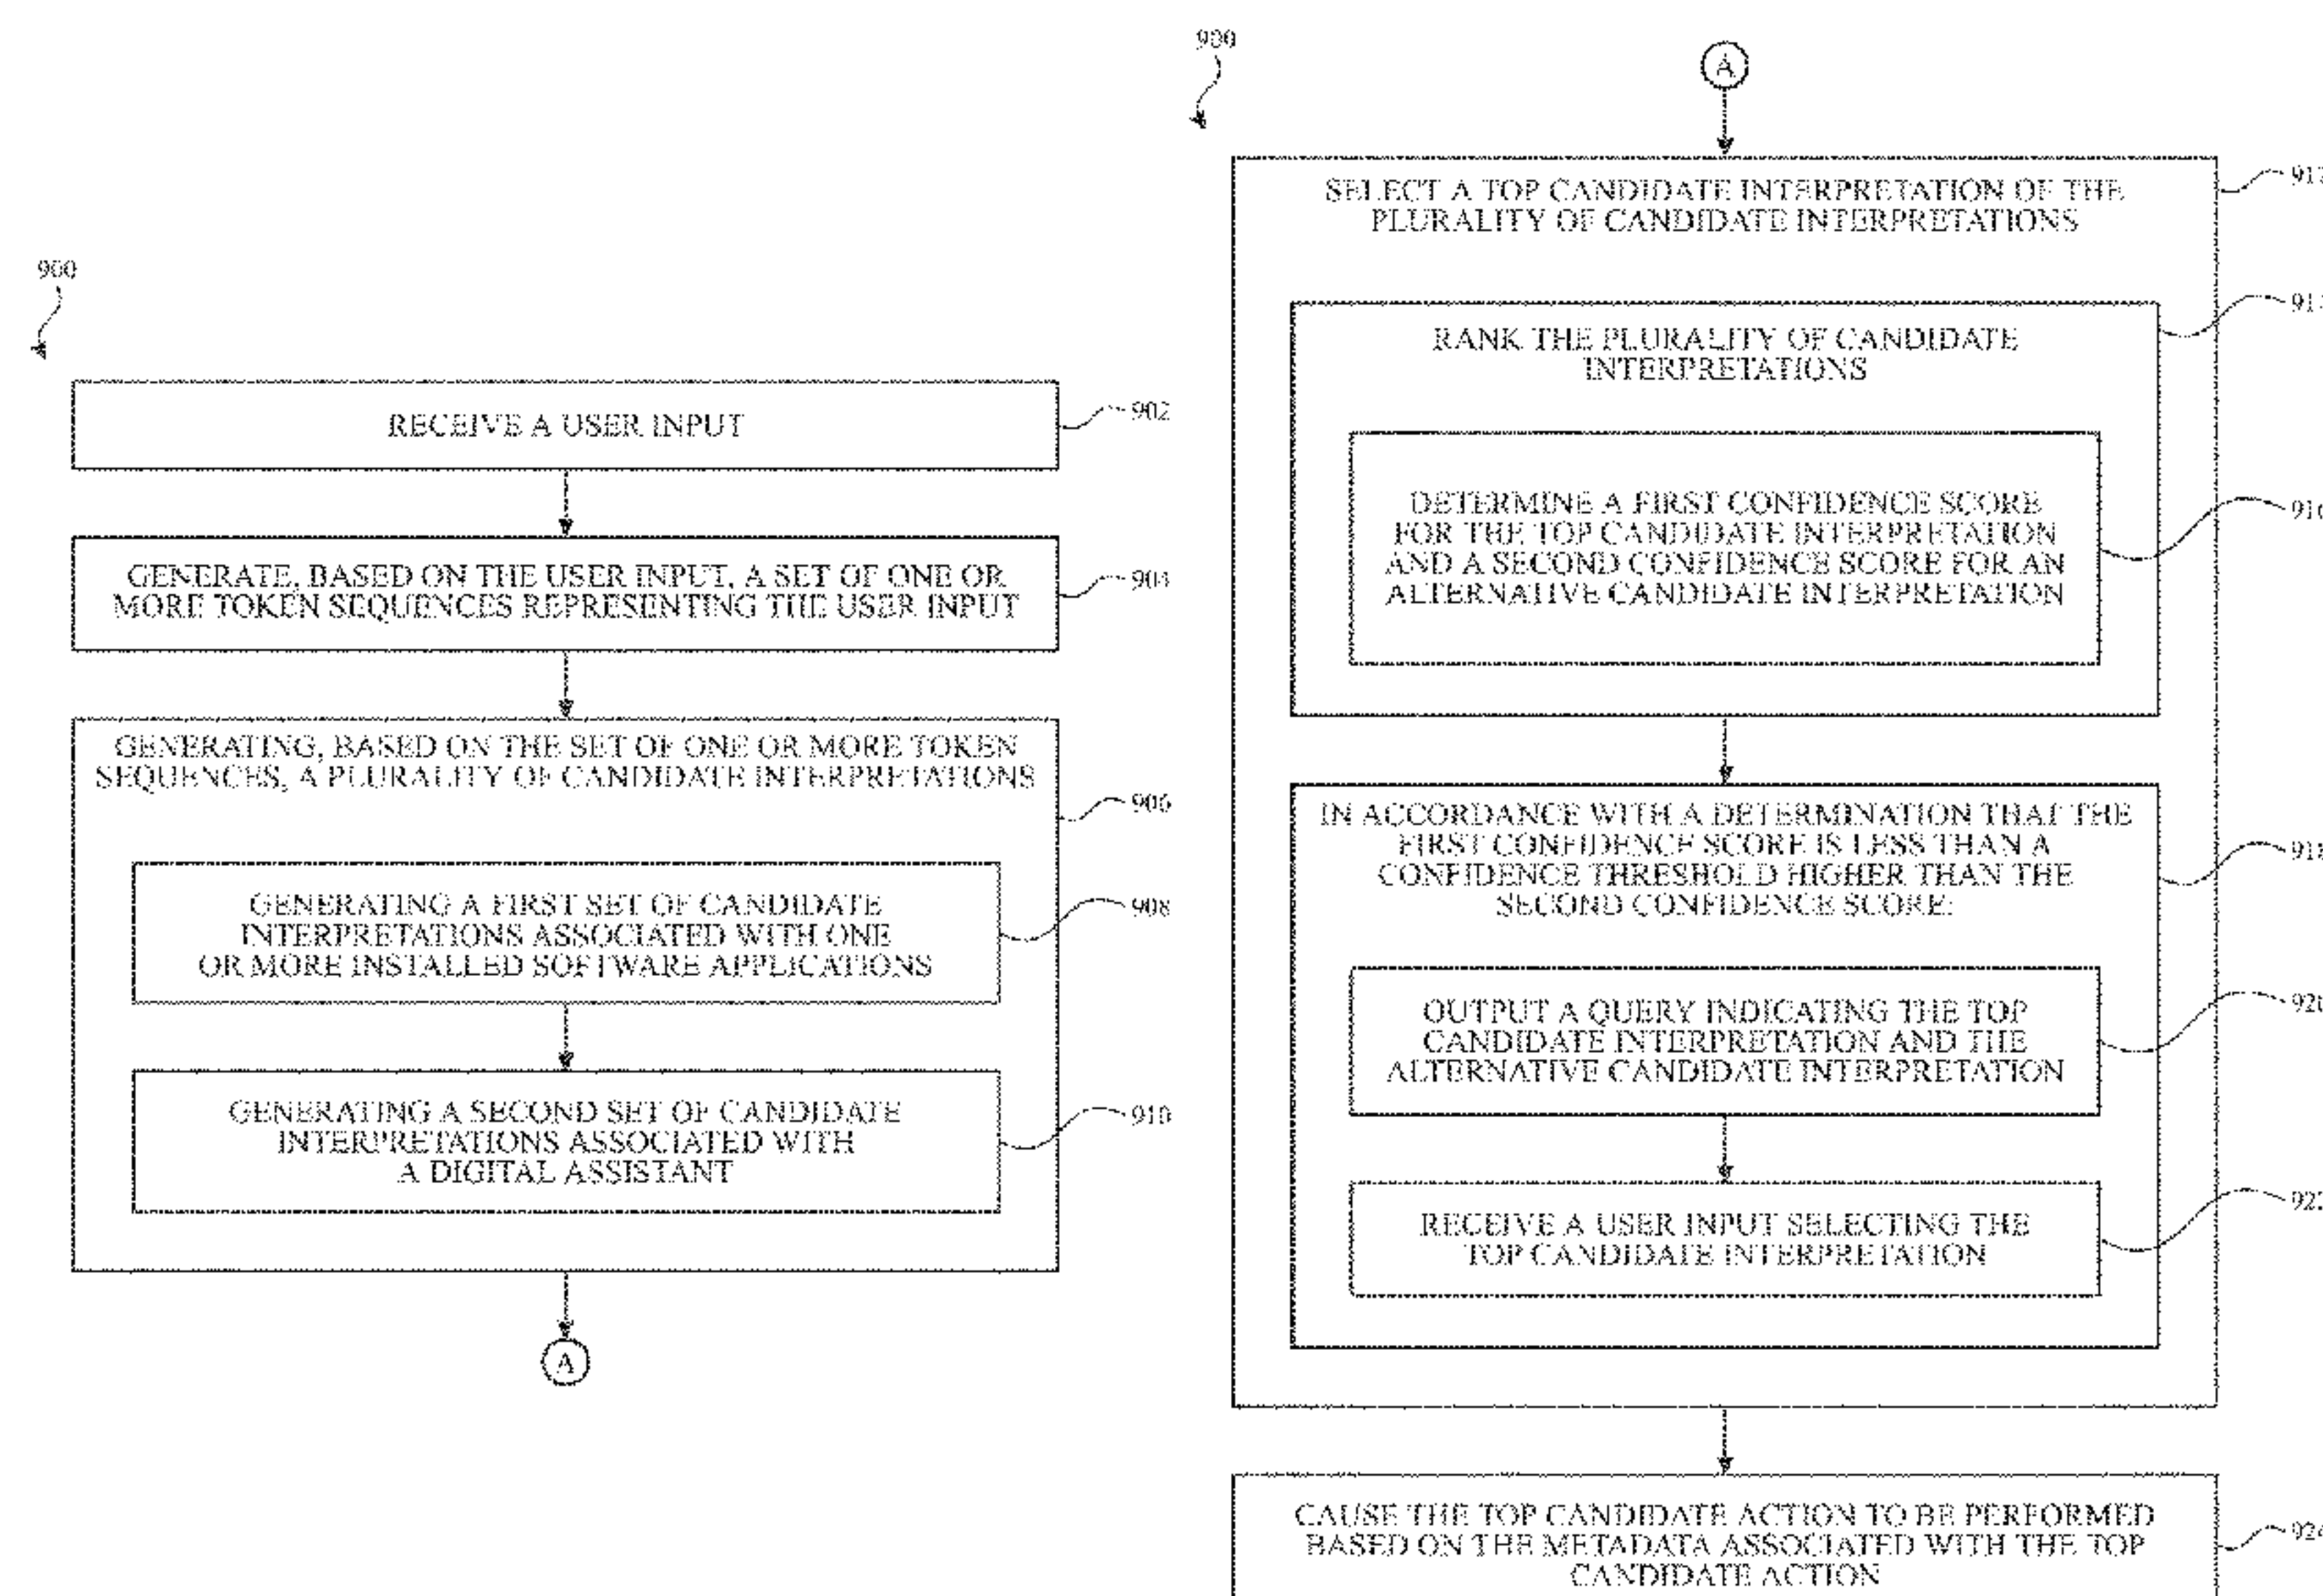 900
RECEIVE A USER INPUT
902
GENERATE, BASED ON THE USER INPUT, A SET OF ONE OR
MORE TOKEN SEQUENCES REPRESENTING THE USER INPUT
904
GENERATING, BASED ON THE SET OF ONE OR MORE TOKEN
SEQUENCES, A PLURALITY OF CANDIDATE INTERPRETATIONS
906
GENERATING A FIRST SET OF CANDIDATE
INTERPRETATIONS ASSOCIATED WITH ONE
OR MORE INSTALLED SOFTWARE APPLICATIONS
908
GENERATING A SECOND SET OF CANDIDATE
INTERPRETATIONS ASSOCIATED WITH
A DIGITAL ASSISTANT
910
A
900
A
SELECT A TOP CANDIDATE INTERPRETATION OF THE
PLURALITY OF CANDIDATE INTERPRETATIONS
RANK THE PLURALITY OF CANDIDATE
INTERPRETATIONS
DETERMINE A FIRST CONFIDENCE SCORE
FOR THE TOP CANDIDATE INTERPRETATION
AND A SECOND CONFIDENCE SCORE FOR AN
ALTERNATIVE CANDIDATE INTERPRETATION
IN ACCORDANCE WITH A DETERMINATION THAT THE
FIRST CONFIDENCE SCORE IS LESS THAN A
CONFIDENCE THRESHOLD HIGHER THAN THE
SECOND CONFIDENCE SCORE:
OUTPUT A QUERY INDICATING THE TOP
CANDIDATE INTERPRETATION AND THE
ALTERNATIVE CANDIDATE INTERPRETATION
RECEIVE A USER INPUT SELECTING THE
TOP CANDIDATE INTERPRETATION
CAUSE THE TOP CANDIDATE ACTION TO BE PERFORMED
BASED ON THE METADATA ASSOCIATED WITH THE TOP
CANDIDATE ACTION